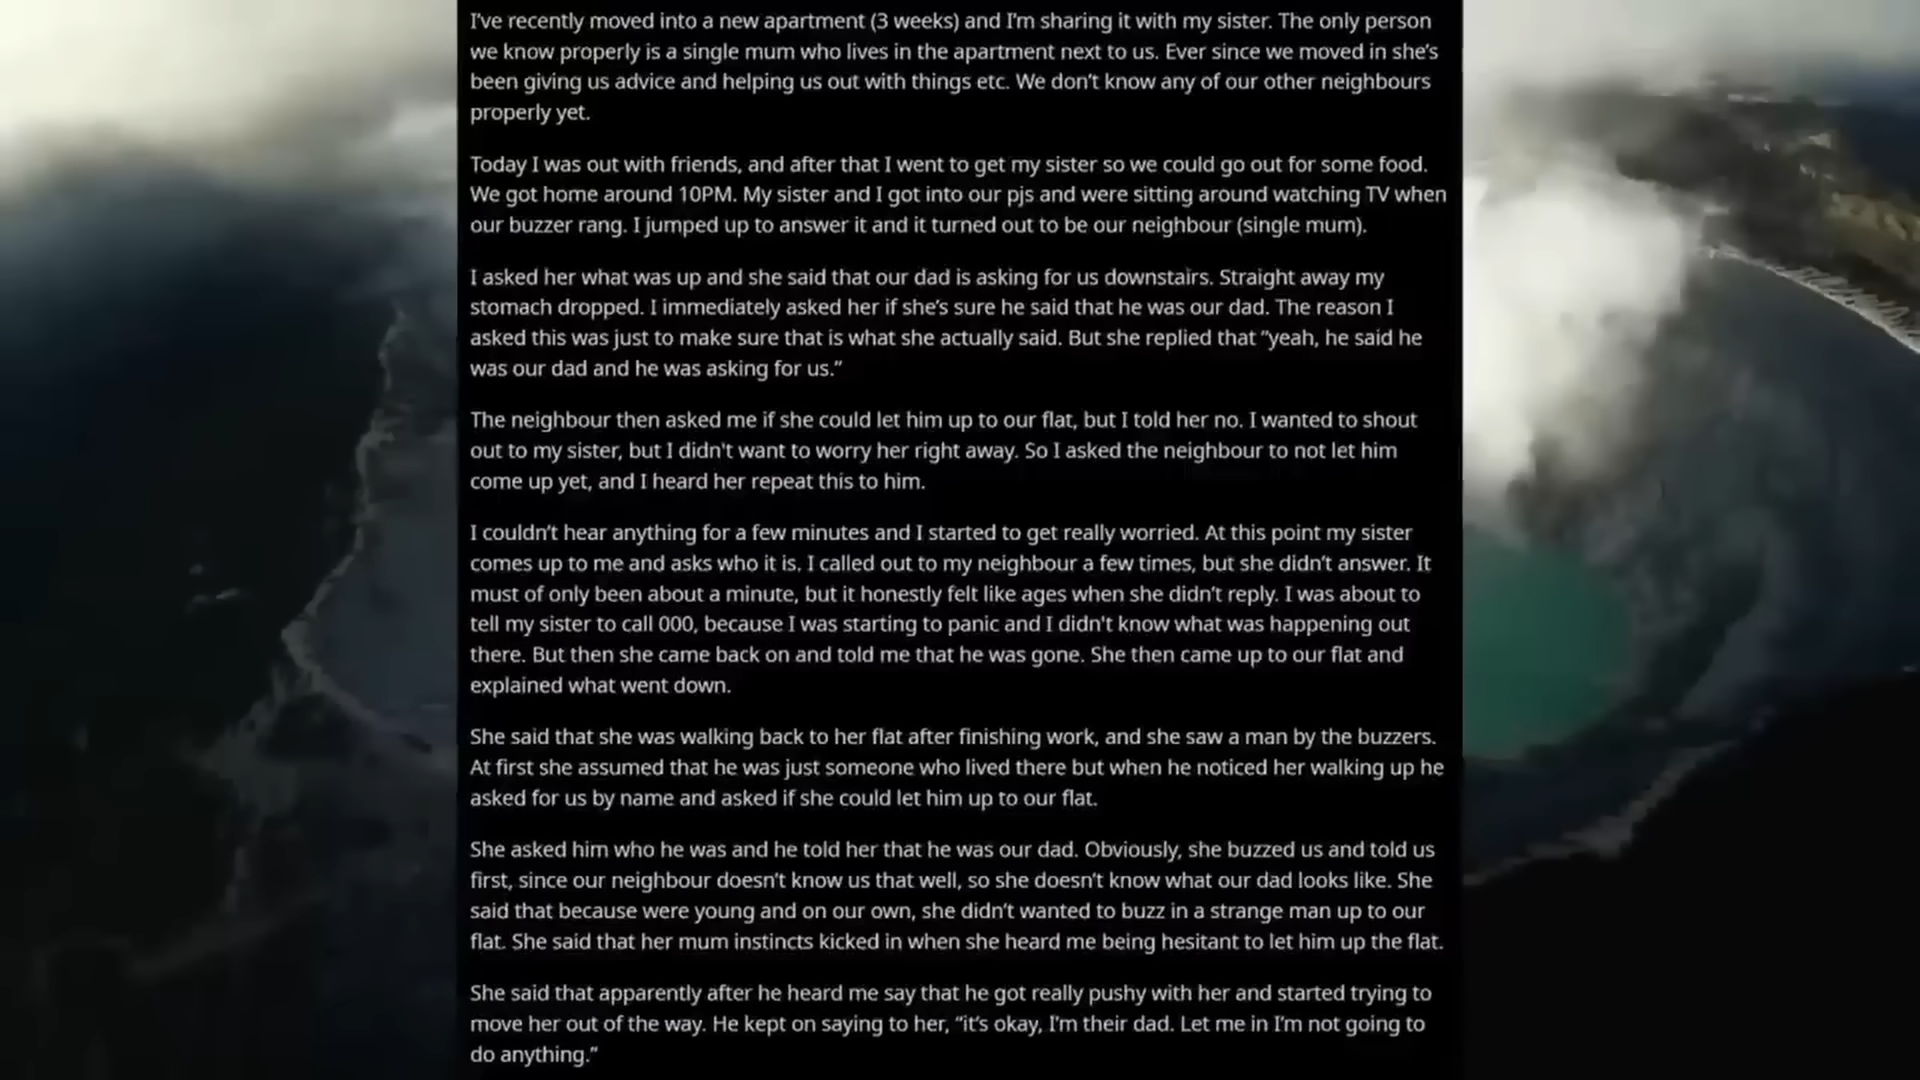 I've recently moved into a new apartment (3 weeks) and I'm sharing it with my sister. The only person
we know properly is a single mum who lives in the apartment next to us. Ever since we moved in she's
been giving us advice and helping us out with things etc. We don't know any of our other neighbours
properly yet.
Today I was out with friends, and after that I went to get my sister so we could go out for some food.
We got home around 10PM. My sister and I got into our pjs and were sitting around watching TV when
our buzzer rang. I jumped up to answer it and it turned out to be our neighbour (single mum).
I asked her what was up and she said that our dad is asking for us downstairs. Straight away my
stomach dropped. I immediately asked her if she's sure he said that he was our dad. The reason I
asked this was just to make sure that is what she actually said. But she replied that “yeah, he said he
was our dad and he was asking for us.”
The neighbour then asked me if she could let him up to our flat, but I told her no. I wanted to shout
out to my sister, but I didn't want to worry her right away. So I asked the neighbour to not let him
come up yet, and I heard her repeat this to him.
I couldn't hear anything for a few minutes and I started to get really worried. At this point my sister
comes up to me and asks who it is. I called out to my neighbour a few times, but she didn't answer. It
must of only been about a minute, but it honestly felt like ages when she didn't reply. I was about to
tell my sister to call 000, because I was starting to panic and I didn't know what was happening out
there. But then she came back on and told me that he was gone. She then came up to our flat and
explained what went down.
She said that she was walking back to her flat after finishing work, and she saw a man by the buzzers.
At first she assumed that he was just someone who lived there but when he noticed her walking up he
asked for us by name and asked if she could let him up to our flat.
She asked him who he was and he told her that he was our dad. Obviously, she buzzed us and told us
first, since our neighbour doesn't know us that well, so she doesn't know what our dad looks like. She
said that because were young and on our own, she didn't wanted to buzz in a strange man up to our
flat. She said that her mum instincts kicked in when she heard me being hesitant to let him up the flat.
She said that apparently after he heard me say that he got really pushy with her and started trying to
move her out of the way. He kept on saying to her, “it's okay, I'm their dad. Let me in I'm not going to
do anything.”